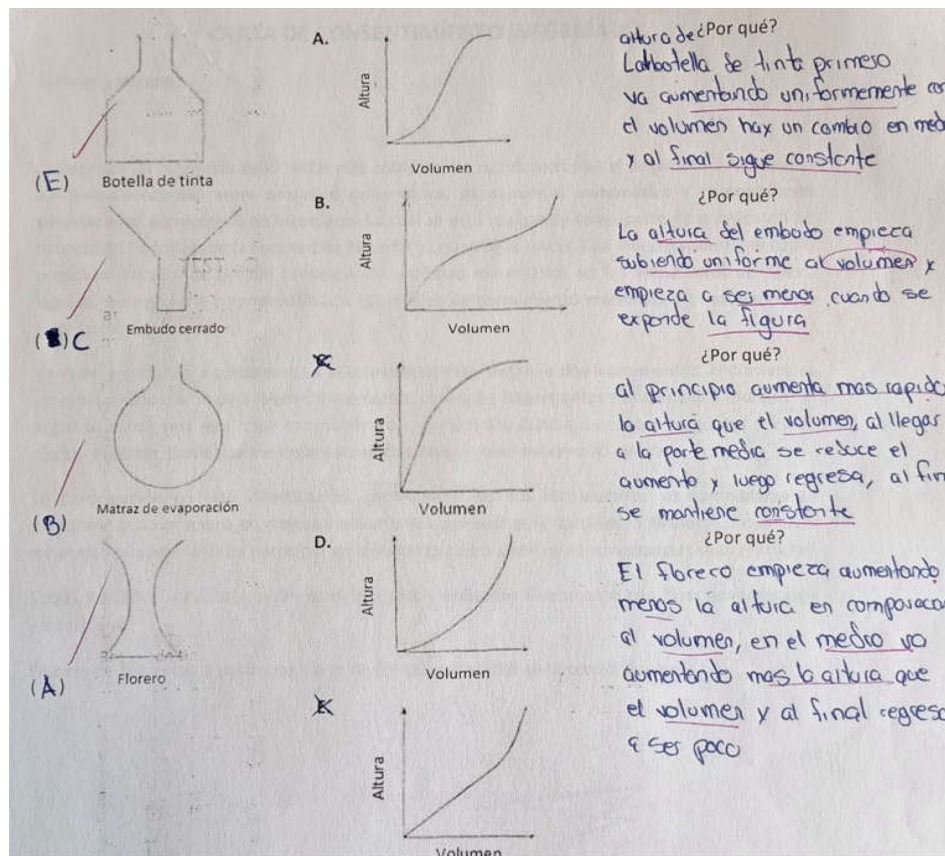 A.
Altura
Volumen
¿Por qué?
altura de
La botella de tinta primero
va aumentando uniformemente con
el volumen hay un cambio en med
y al final sigue constante
(E)
Botella de tinta
B.
Altura
Volumen
¿Por qué?
La altura del embudo empieza
subiendo uniforme al volumen y
empieza a ser menor cuando se
expande la figura
( ) C
Embudo cerrado
Altura
Volumen
¿Por qué?
al principio aumenta mas rapido
la altura que el volumen, al llegar
a la parte media se reduce el
aumento y luego regresa, al fin
se mantiene constante
(B)
Matraz de evaporación
D.
Altura
Volumen
¿Por qué?
El florero empieza aumentando
menos la altura en comparac
al volumen, en el medio va
aumentando mas la altura que
el volumen y al final regresa
a ser poco
(A)
Florero
Altura
Volumen